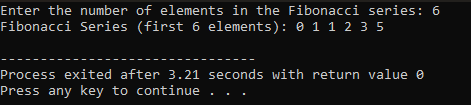 Enter the number of elements in the Fibonacci series: 6
Fibonacci Series (first 6 elements): 0 1 1 2 3 5
--------------------------------
Process exited after 3.21 seconds with return value 0
Press any key to continue . . .